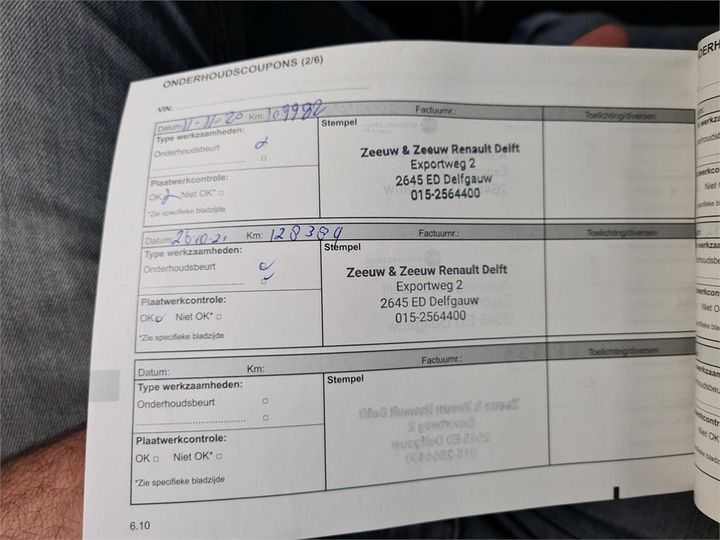 ONDERHOUDSCOUPONS (2/6)
VIN:
Datum: 11-11-20 Km: 109982 Factuurnr.: Toelichting/diversen
Type werkzaamheden:
Onderhoudsbeurt
Plaatwerkcontrole:
OK Niet OK*
*Zie specifieke bladzijde
Stempel
Zeeuw & Zeeuw Renault Delft
Exportweg 2
2645 ED Delfgauw
015-2564400
Datum: 26-10-21 Km: 128389 Factuurnr.: Toelichting/diversen
Type werkzaamheden:
Onderhoudsbeurt
Plaatwerkcontrole:
OK Niet OK*
*Zie specifieke bladzijde
Stempel
Zeeuw & Zeeuw Renault Delft
Exportweg 2
2645 ED Delfgauw
015-2564400
Datum: Km: Factuurnr.: Toelichting/diversen
Type werkzaamheden:
Onderhoudsbeurt
Plaatwerkcontrole:
OK Niet OK*
*Zie specifieke bladzijde
Stempel
6.10